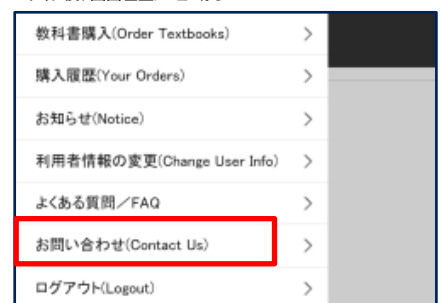 教科書購入(Order Textbooks)
購入履歴(Your Orders)
お知らせ(Notice)
利用者情報の変更(Change User Info)
よくある質問／FAQ
お問い合わせ(Contact Us)
ログアウト(Logout)